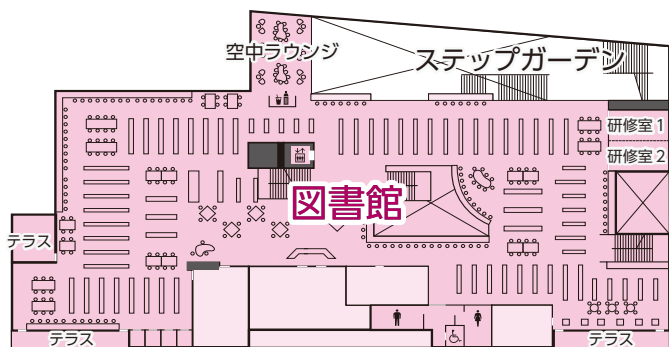 空中ラウンジ
ステップガーデン
研修室1
研修室2
図書館
テラス
テラス
テラス